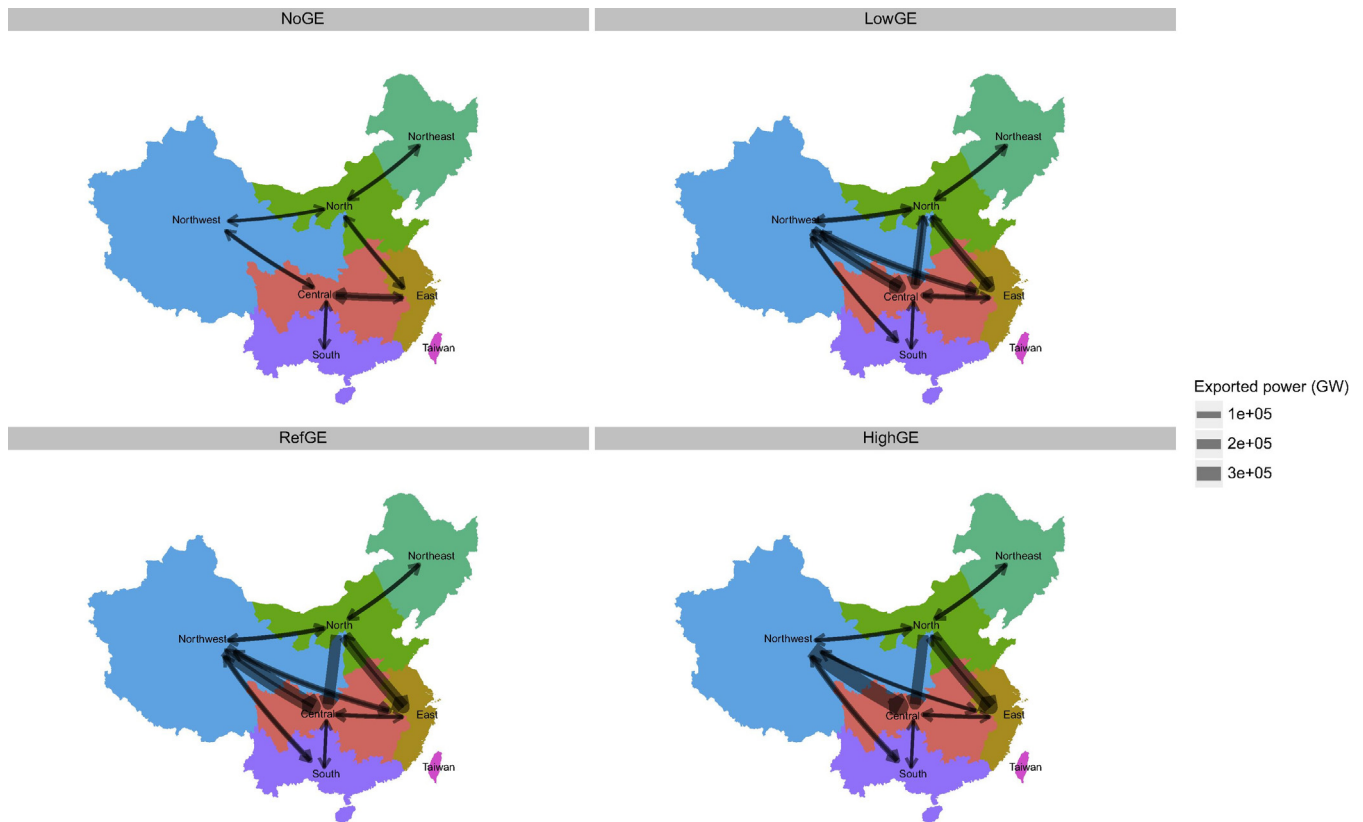 NoGE
LowGE
Northeast
North
Northwest
Central
East
South
Taiwan
Northeast
North
Northwest
Central
East
South
Taiwan
Exported power (GW)
1e+05
2e+05
3e+05
RefGE
HighGE
Northeast
North
Northwest
Central
East
South
Taiwan
Northeast
North
Northwest
Central
East
South
Taiwan